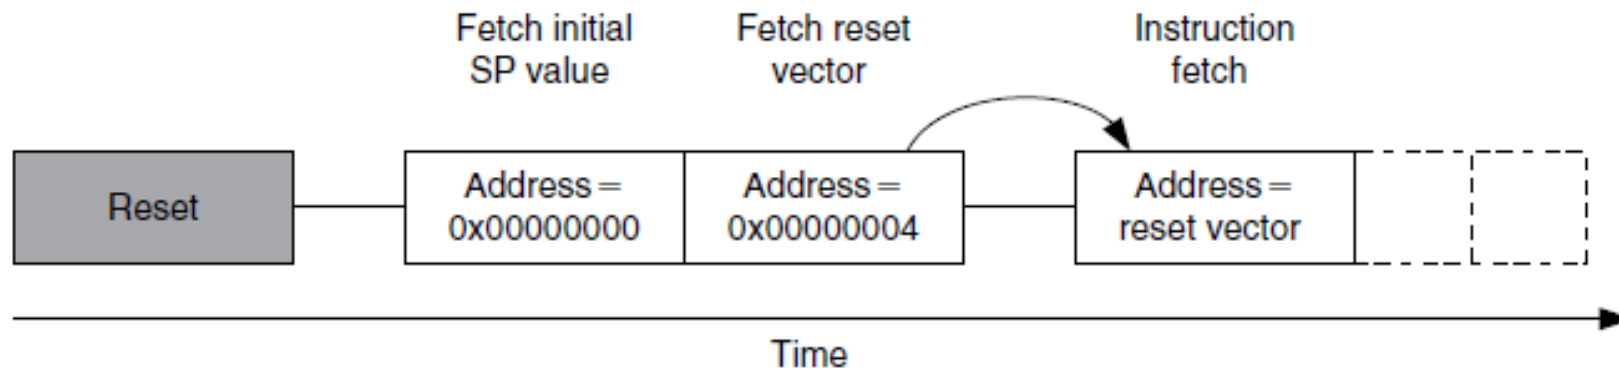 Fetch initial
SP value
Fetch reset
vector
Instruction
fetch
Reset
Address =
0x00000000
Address =
0x00000004
Address =
reset vector
Time